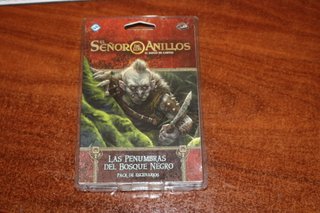 EL
SEÑOR DE LOS ANILLOS
EL JUEGO DE CARTAS
LAS PENUMBRAS
DEL BOSQUE NEGRO
PACK DE ESCENARIOS